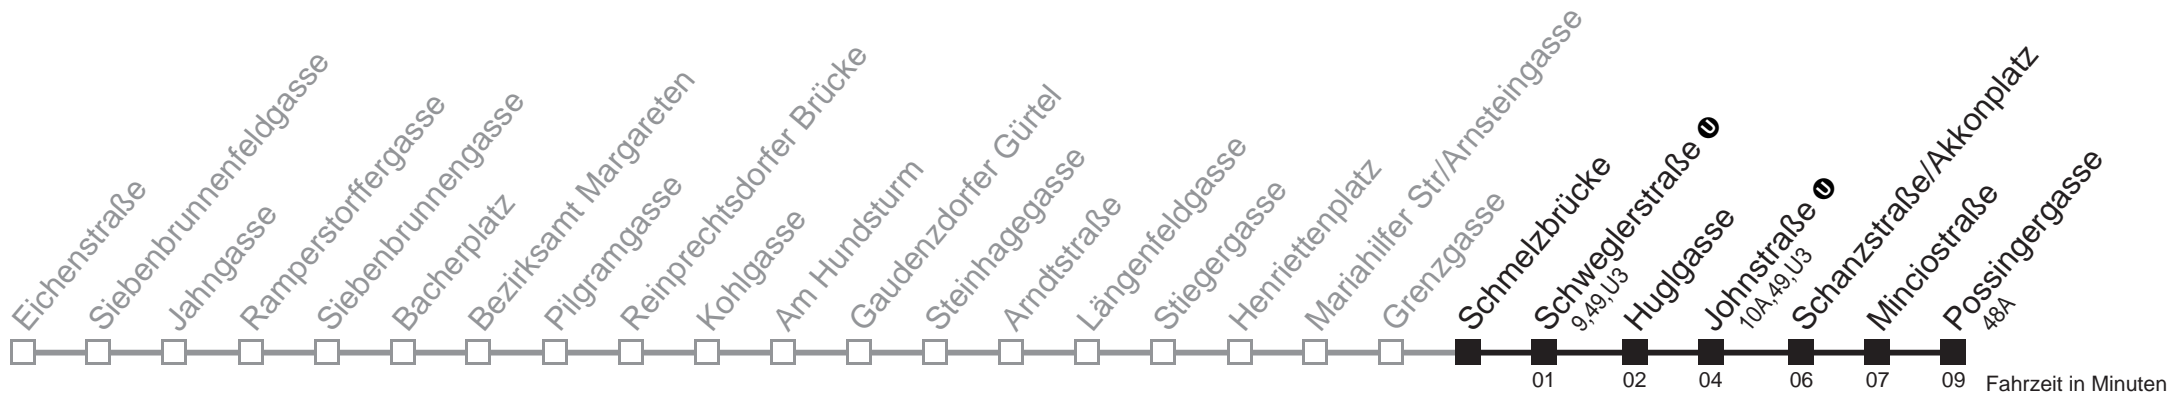 Eichenstraße
Siebenbrunnenfeldgasse
Jahngasse
Ramperstorffergasse
Siebenbrunnengasse
Bacherplatz
Bezirksamt Margareten
Pilgramgasse
Reinprechtsdorfer Brücke
Kohlgasse
Am Hundsturm
Gaudenzdorfer Gürtel
Steinhagegasse
Arndtstraße
Längenfeldgasse
Stiegergasse
Henriettenplatz
Mariahilfer Str/Arnsteingasse
Grenzgasse
Schmelzbrücke
Schweglerstraße U
9,49,U3
Huglgasse
Johnstraße U
10A,49,U3
Schanzstraße/Akkonplatz
Minciostraße
Possingergasse
48A
01 02 04 06 07 09 Fahrzeit in Minuten